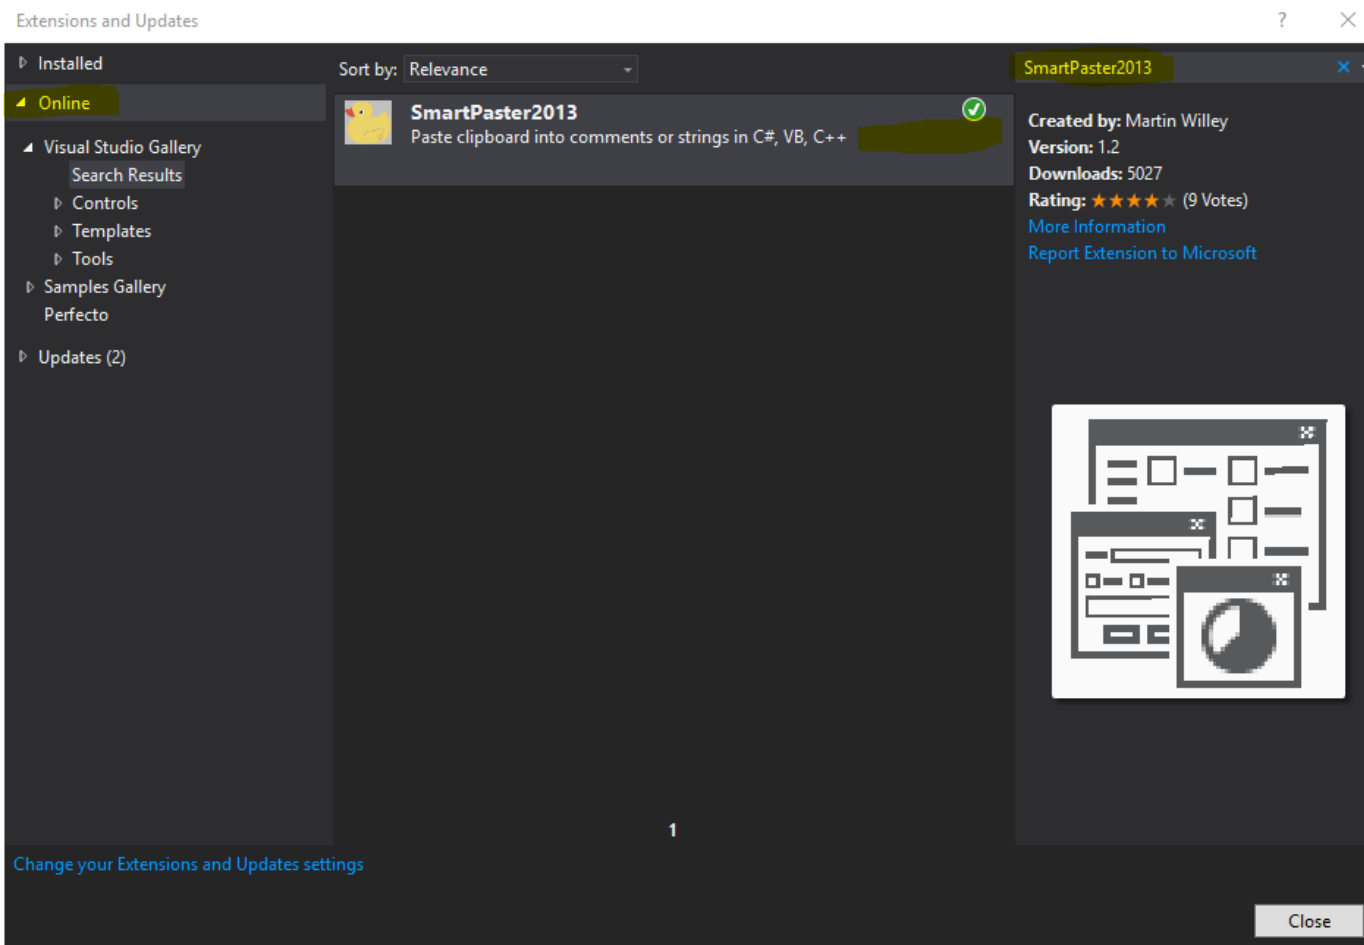 Extensions and Updates
?
Installed
Online
Visual Studio Gallery
Search Results
Controls
Templates
Tools
Samples Gallery
Perfecto
Updates (2)
Sort by: Relevance
SmartPaster2013
Paste clipboard into comments or strings in C#, VB, C++
1
SmartPaster2013
Created by: Martin Willey
Version: 1.2
Downloads: 5027
Rating: ★★★★★ (9 Votes)
More Information
Report Extension to Microsoft
Change your Extensions and Updates settings
Close